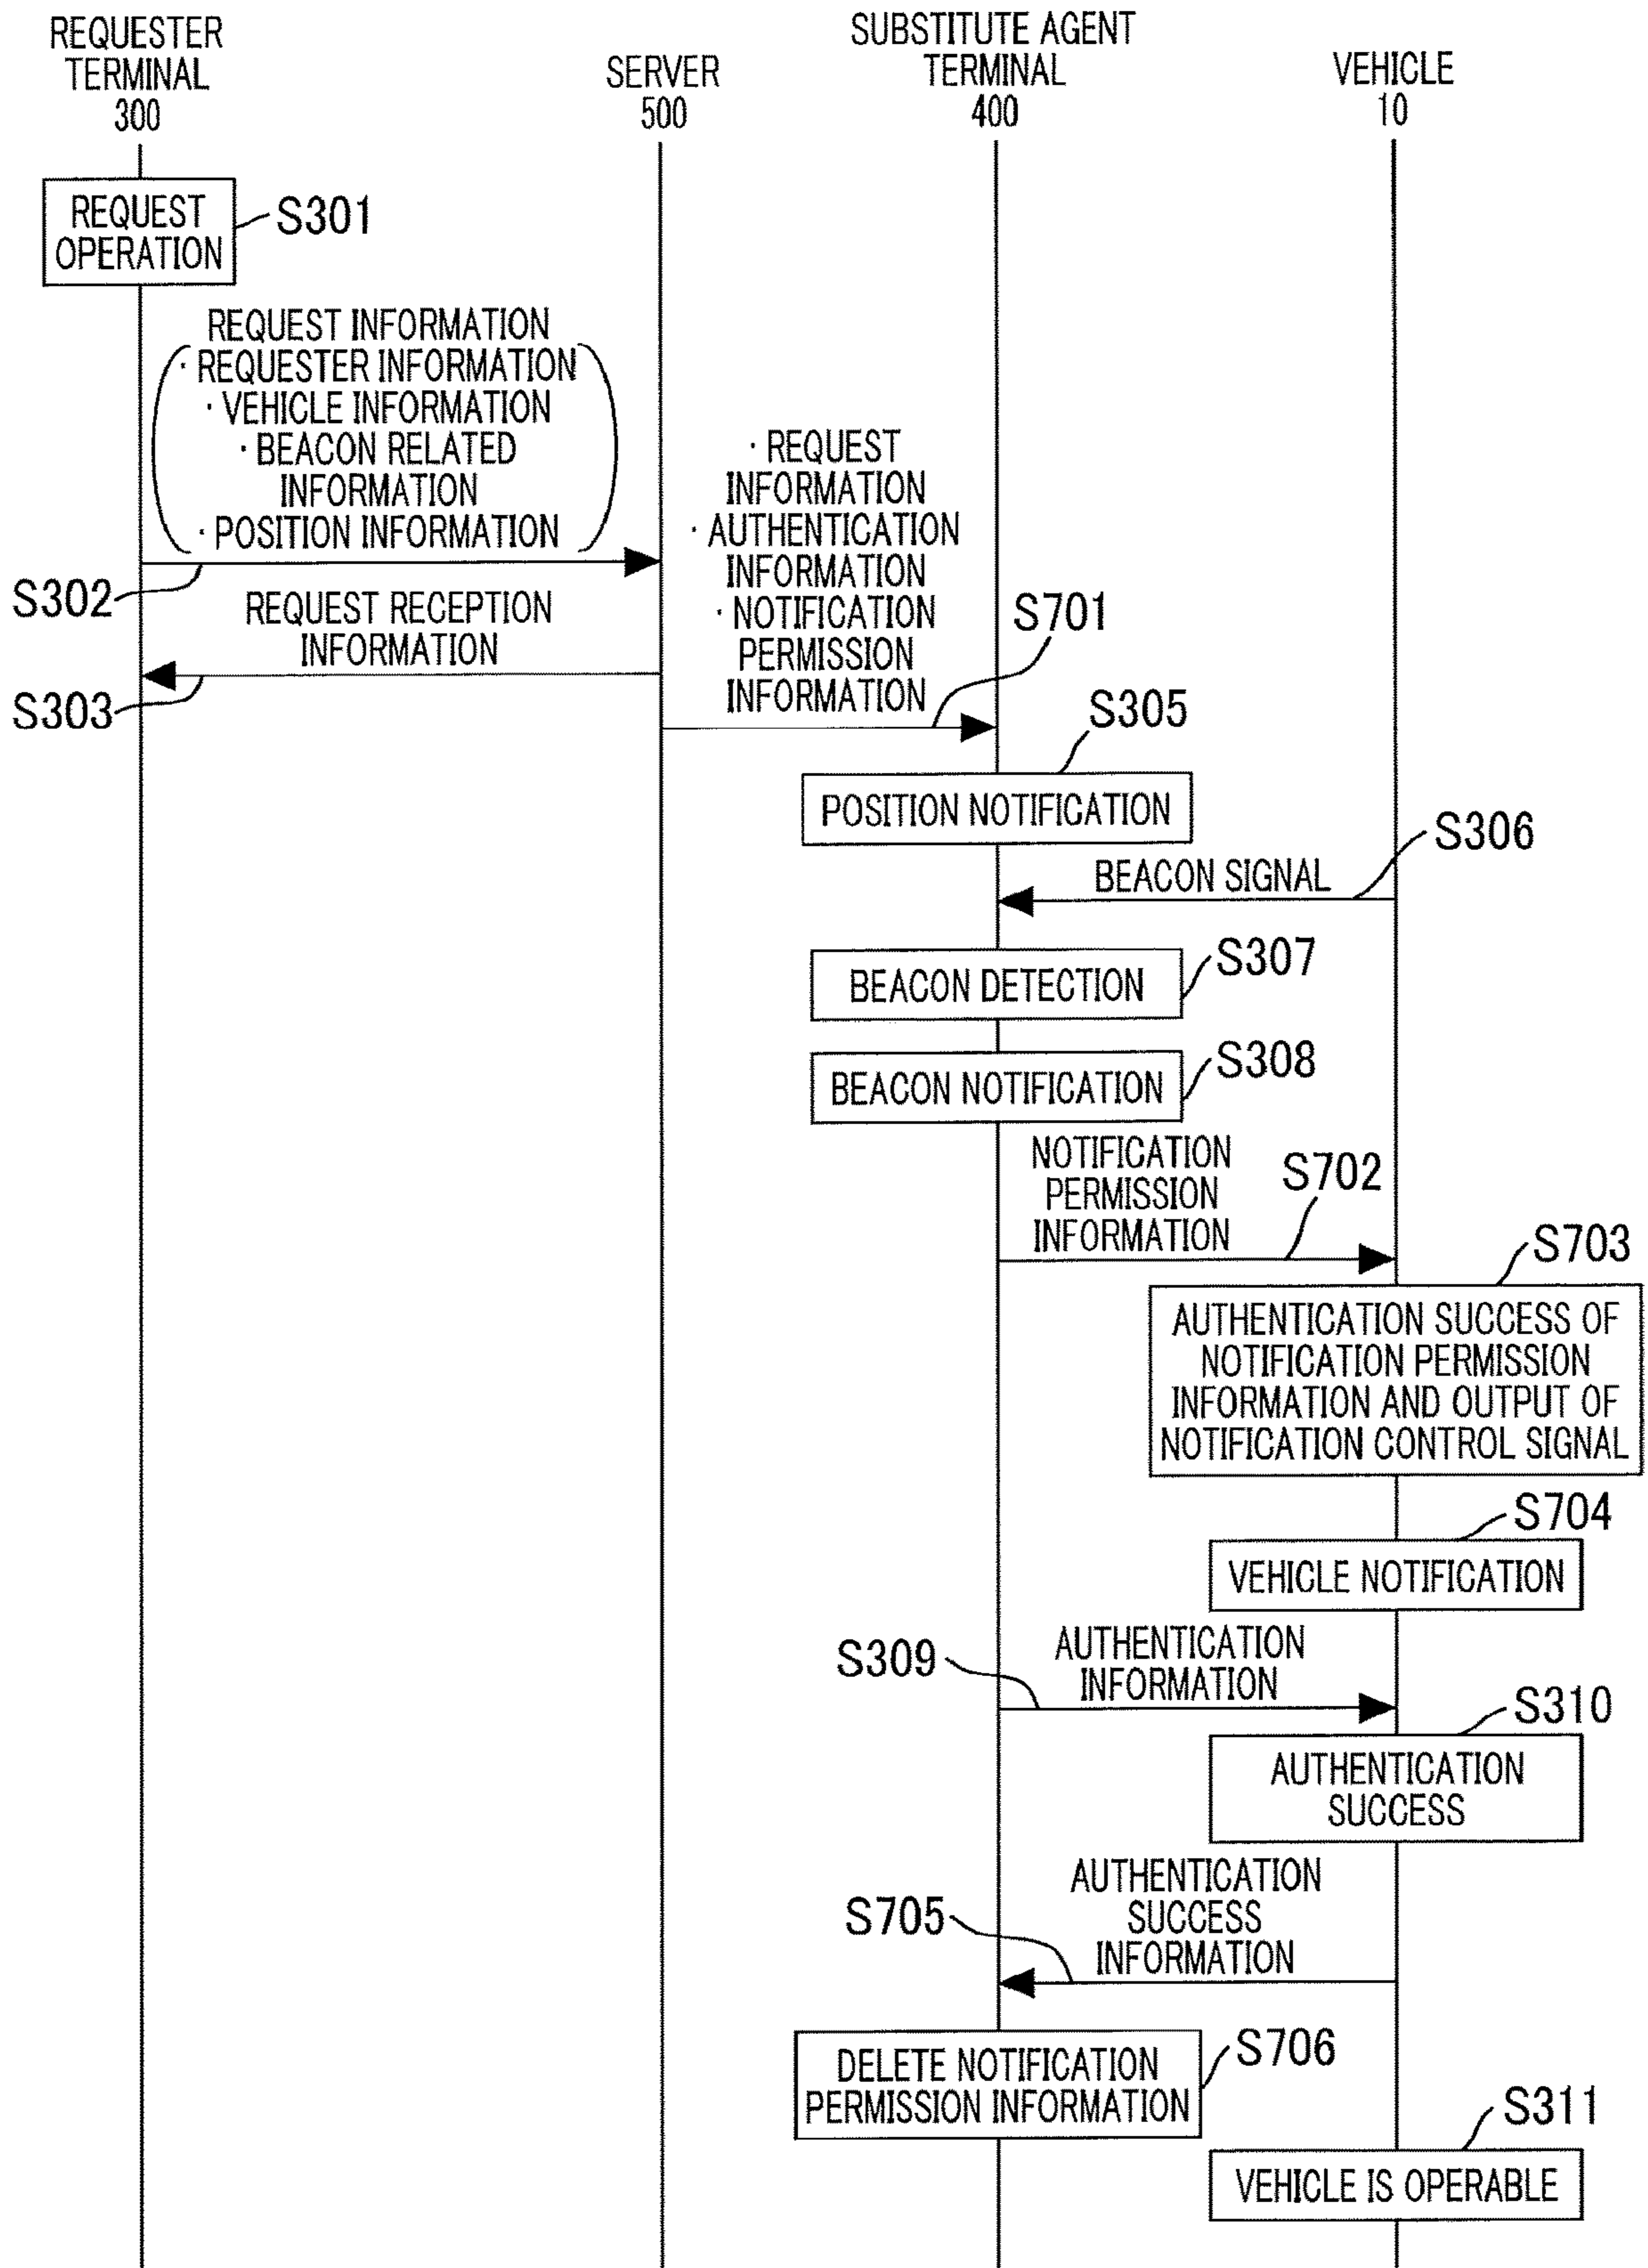 REQUESTER
TERMINAL
300
SERVER
500
SUBSTITUTE AGENT
TERMINAL
400
VEHICLE
10
REQUEST
OPERATION
S301
REQUEST INFORMATION
· REQUESTER INFORMATION
· VEHICLE INFORMATION
· BEACON RELATED
INFORMATION
· POSITION INFORMATION
S302
REQUEST RECEPTION
INFORMATION
S303
· REQUEST
INFORMATION
· AUTHENTICATION
INFORMATION
· NOTIFICATION
PERMISSION
INFORMATION
S701
S305
POSITION NOTIFICATION
S306
BEACON SIGNAL
S307
BEACON DETECTION
S308
BEACON NOTIFICATION
NOTIFICATION
PERMISSION
INFORMATION
S702
S703
AUTHENTICATION SUCCESS OF
NOTIFICATION PERMISSION
INFORMATION AND OUTPUT OF
NOTIFICATION CONTROL SIGNAL
S704
VEHICLE NOTIFICATION
S309
AUTHENTICATION
INFORMATION
S310
AUTHENTICATION
SUCCESS
S705
AUTHENTICATION
SUCCESS
INFORMATION
S706
DELETE NOTIFICATION
PERMISSION INFORMATION
S311
VEHICLE IS OPERABLE